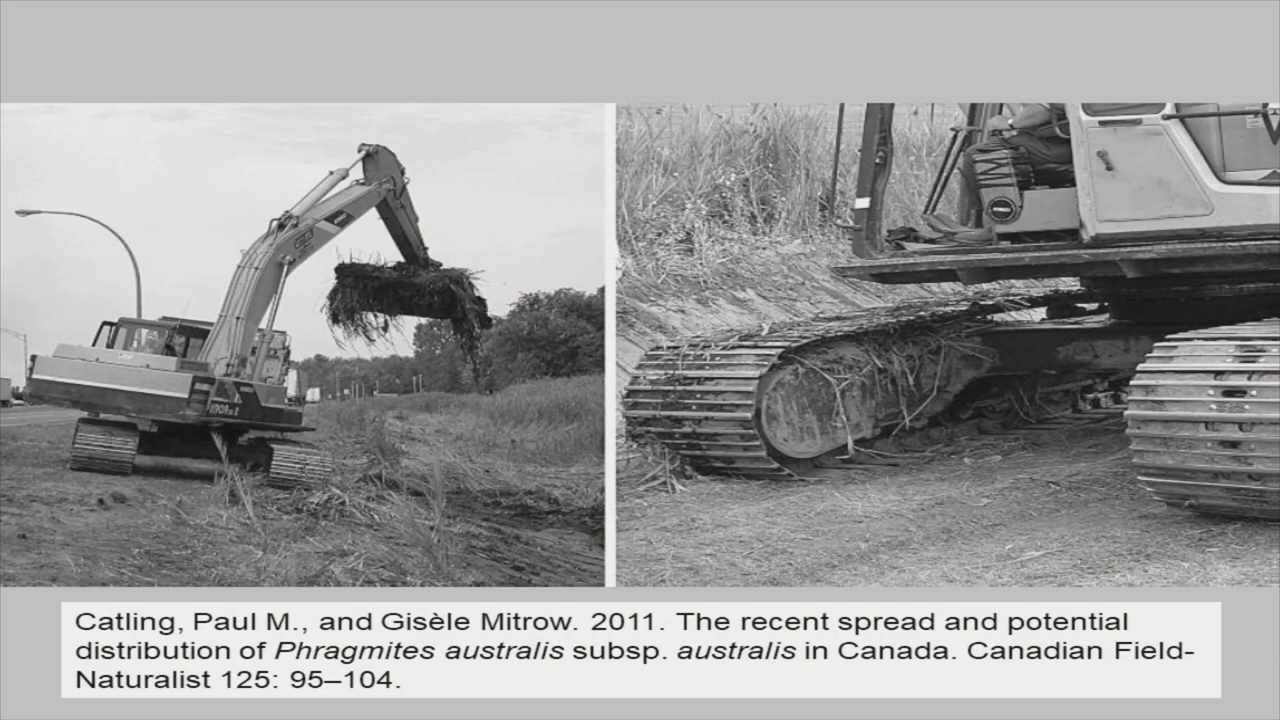 Catling, Paul M., and Gisèle Mitrow. 2011. The recent spread and potential
distribution of Phragmites australis subsp. australis in Canada. Canadian Field-
Naturalist 125: 95–104.